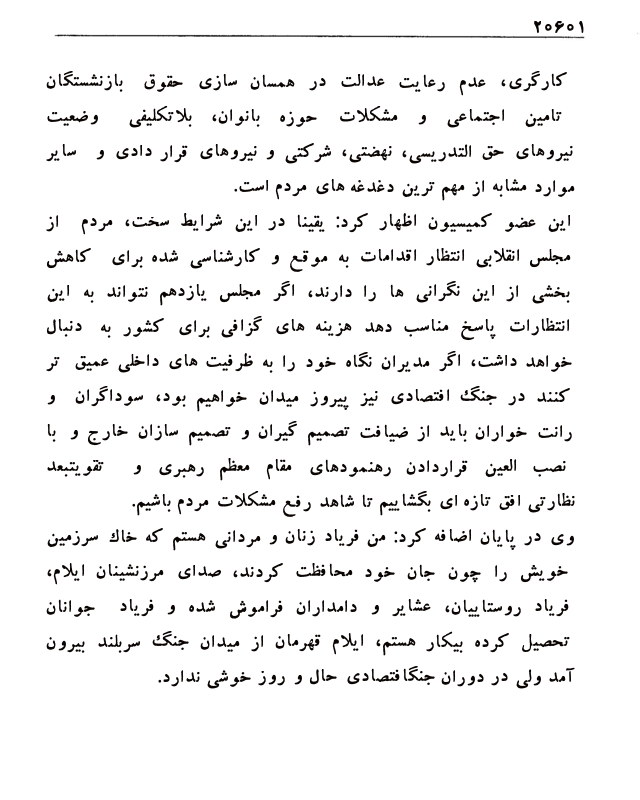 ۲۰۶۰۱
کارگری، عدم رعایت عدالت در همسان سازی حقوق بازنشستگان
تامین اجتماعی و مشکلات حوزه بانوان، بلاتکلیفی وضعیت
نیروهای حق التدریسی، نهضتی، شرکتی و نیروهای قرار دادی و سایر
موارد مشابه از مهم ترین دغدغه های مردم است.
این عضو کمیسیون اظهار کرد: یقینا در این شرایط سخت، مردم از
مجلس انقلابی انتظار اقدامات به موقع و کارشناسی شده برای کاهش
بخشی از این نگرانی ها را دارند، اگر مجلس یازدهم نتواند به این
انتظارات پاسخ مناسب دهد هزینه های گزافی برای کشور به دنبال
خواهد داشت، اگر مدیران نگاه خود را به ظرفیت های داخلی عمیق تر
کنند در جنگ اقتصادی نیز پیروز میدان خواهیم بود، سوداگران و
رانت خواران باید از ضیافت تصمیم گیران و تصمیم سازان خارج و با
نصب العین قراردادن رهنمودهای مقام معظم رهبری و تقویتبعد
نظارتی افق تازه ای بگشاییم تا شاهد رفع مشکلات مردم باشیم.
وی در پایان اضافه کرد: من فریاد زنان و مردانی هستم که خاک سرزمین
خویش را چون جان خود محافظت کردند، صدای مرزنشینان ایلام،
فریاد روستاییان، عشایر و دامداران فراموش شده و فریاد جوانان
تحصیل کرده بیکار هستم، ایلام قهرمان از میدان جنگ سربلند بیرون
آمد ولی در دوران جنگاقتصادی حال و روز خوشی ندارد.